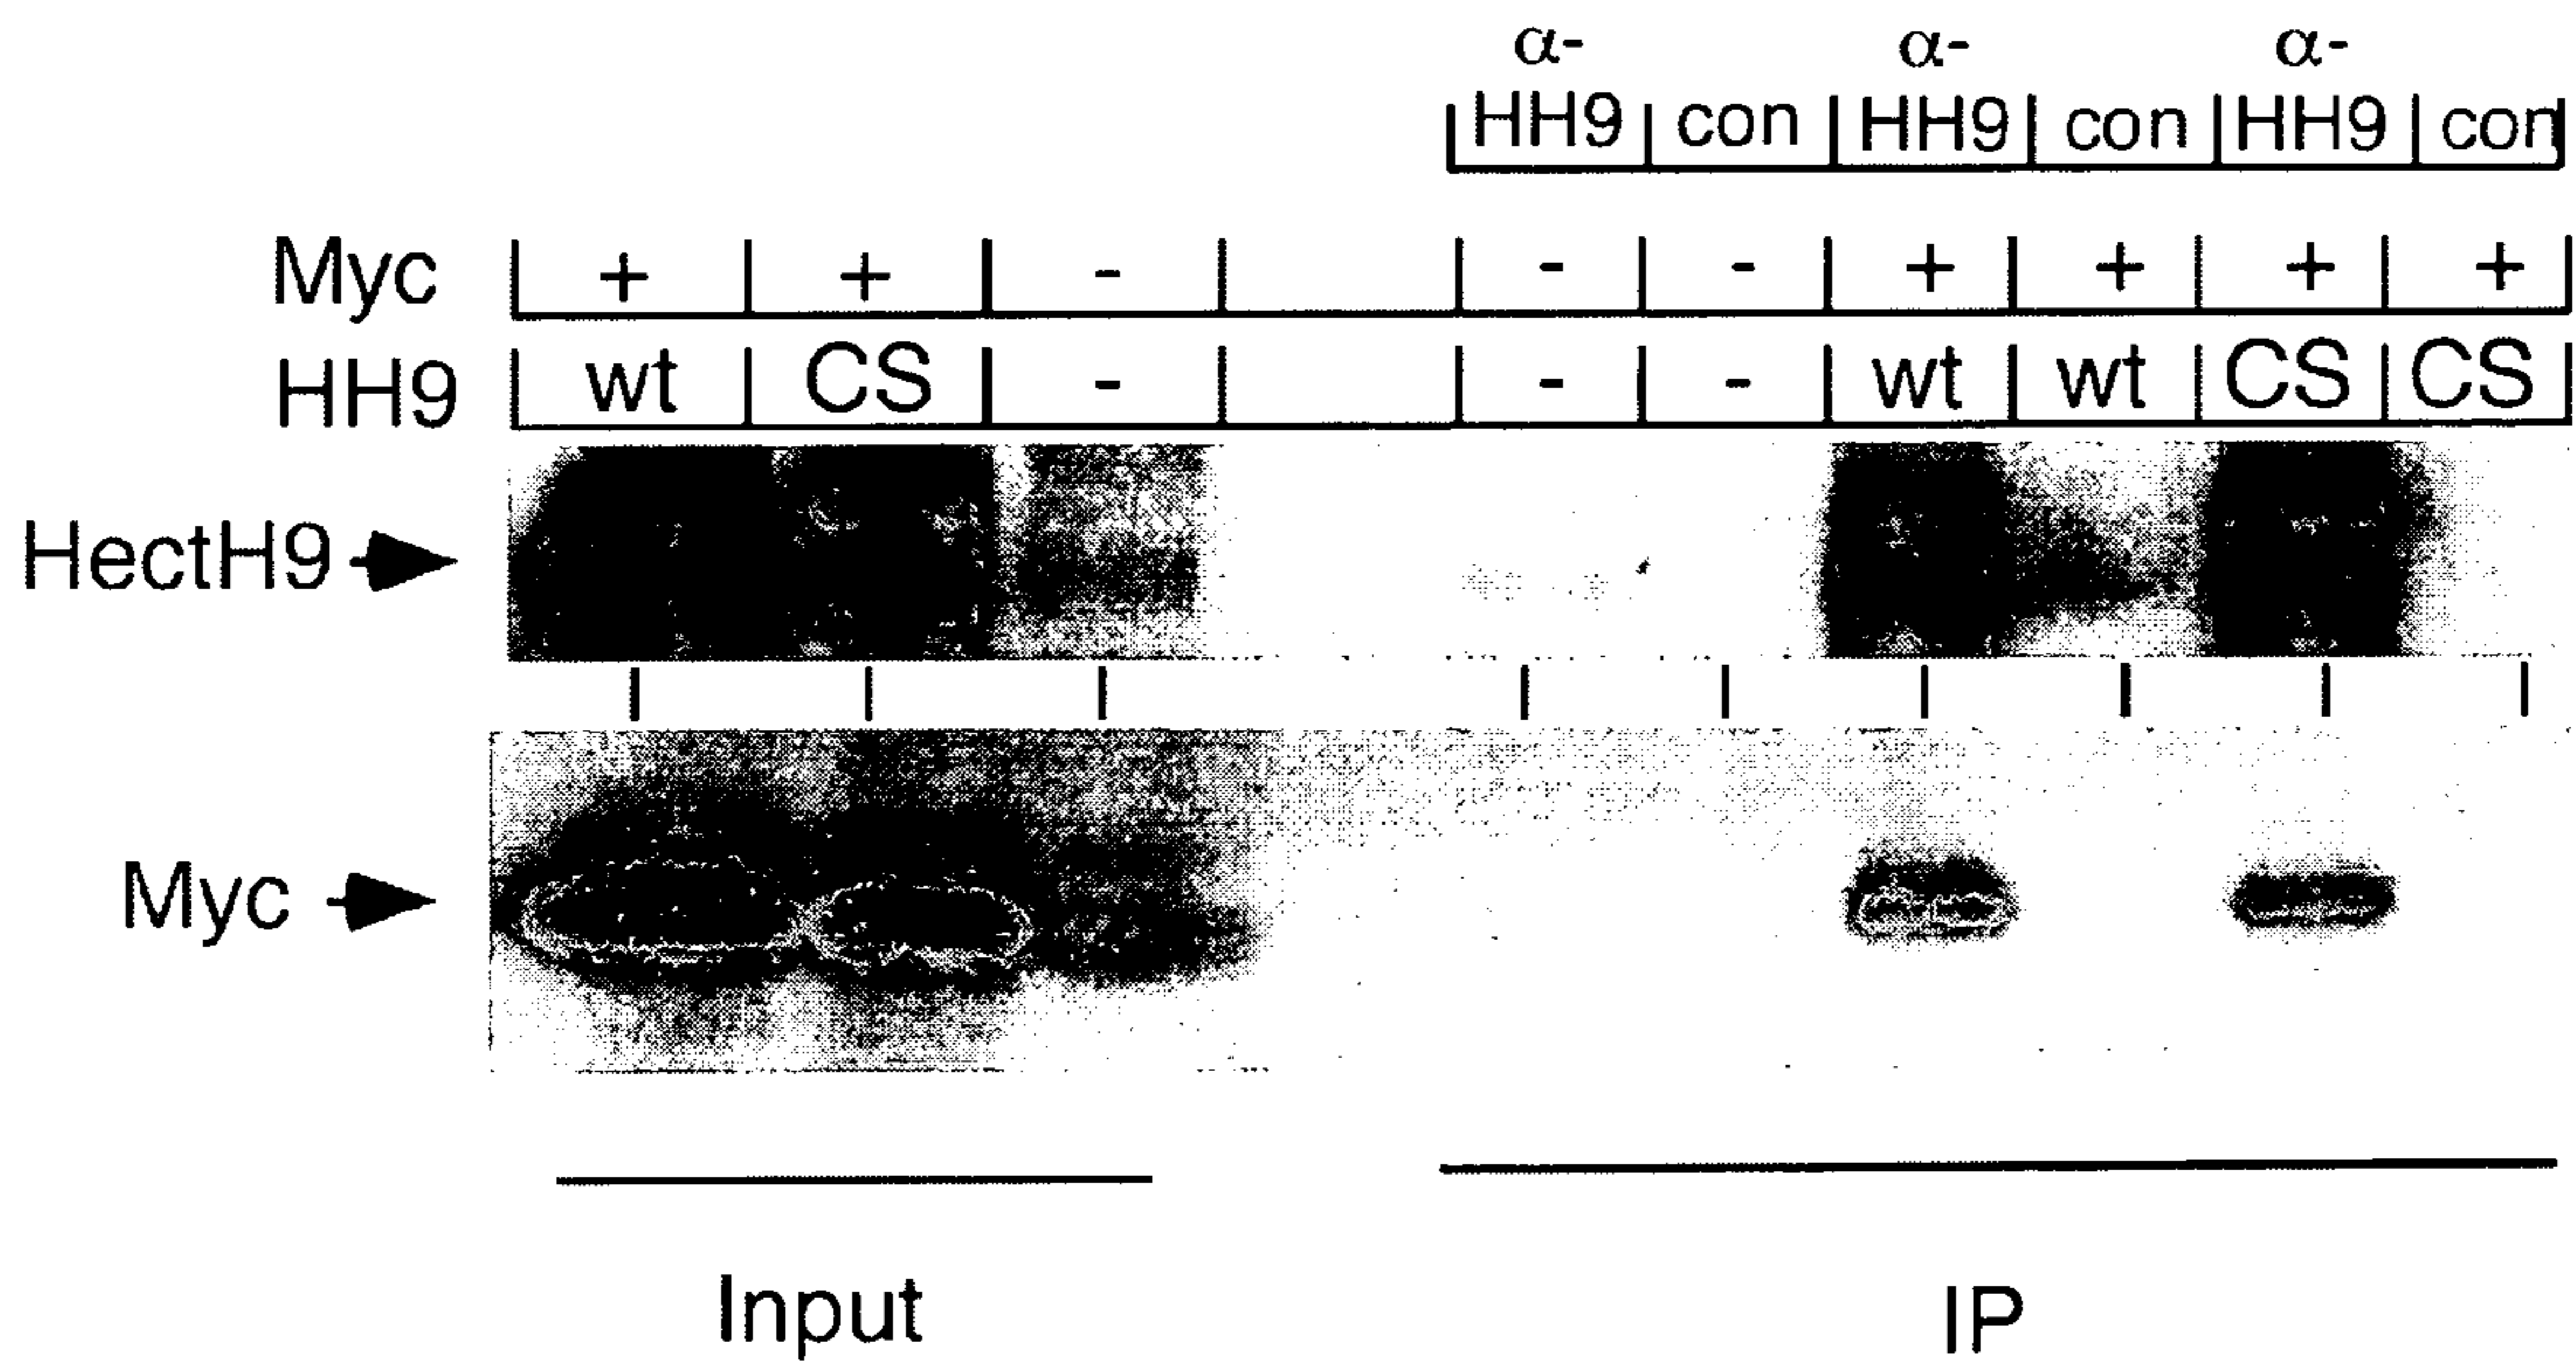 α- α- α-
HH9 con HH9 con HH9 con
Myc + + - - - + + + +
HH9 wt CS - - - wt wt CS CS
HectH9
Myc
Input IP